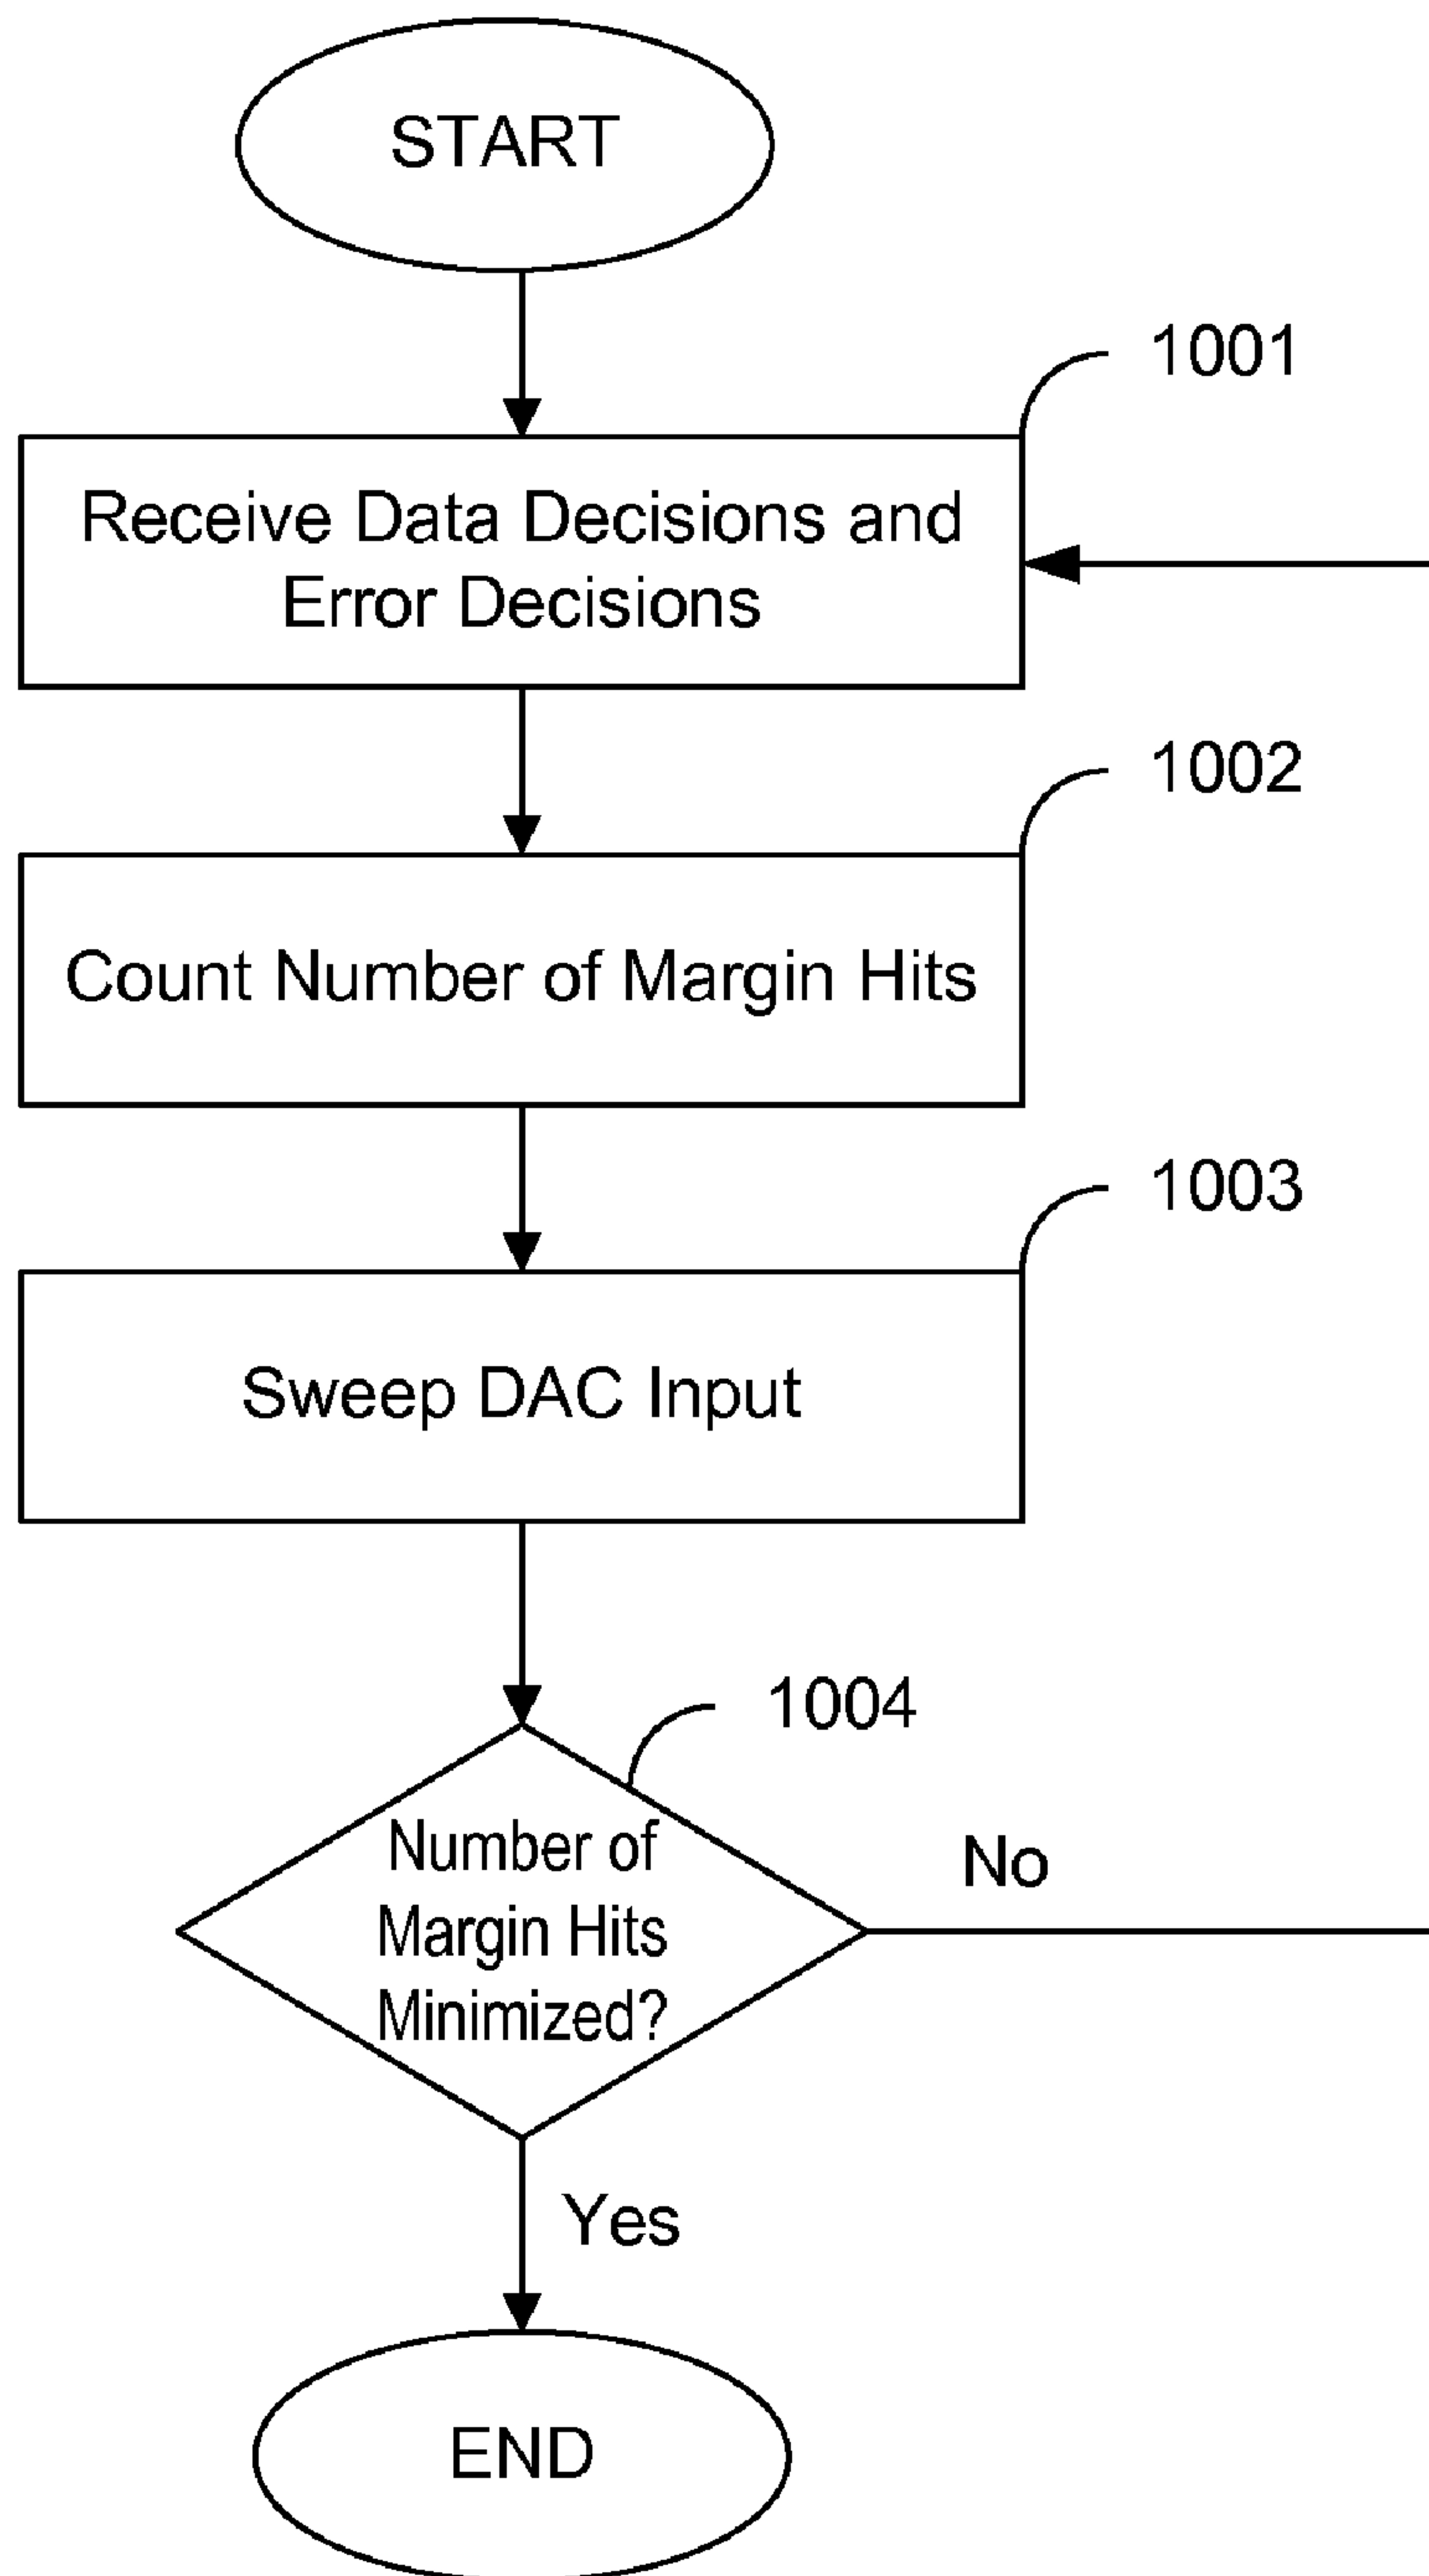 START
1001
Receive Data Decisions and
Error Decisions
1002
Count Number of Margin Hits
1003
Sweep DAC Input
1004
Number of
Margin Hits
Minimized?
No
Yes
END